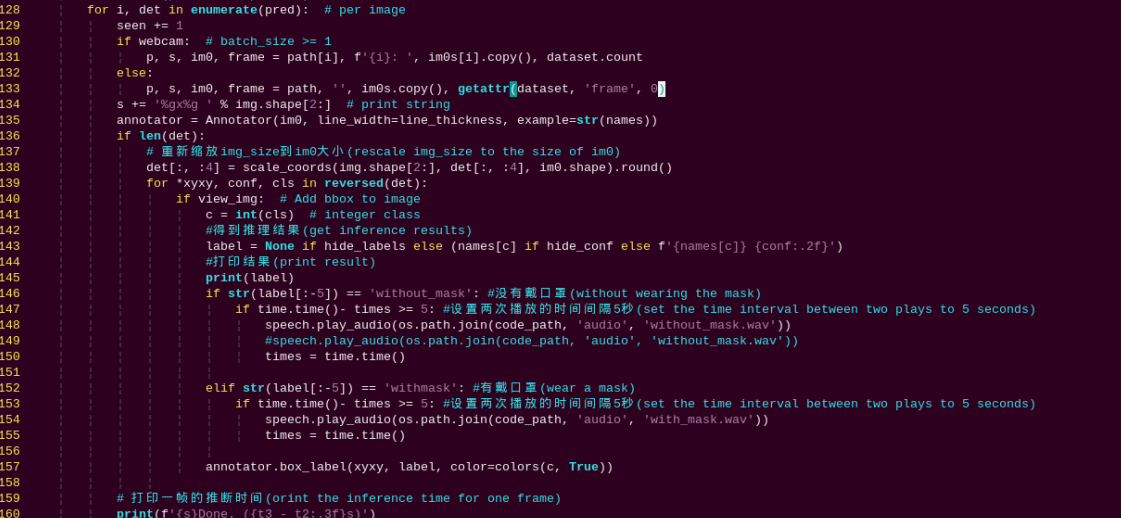 128 for i, det in enumerate(pred):  # per image
129 seen += 1
130 if webcam:  # batch_size >= 1
131 p, s, im0, frame = path[i], f'{i}: ', im0s[i].copy(), dataset.count
132 else:
133 p, s, im0, frame = path, '', im0s.copy(), getattr(dataset, 'frame', 0)
134 s += '%gx%g ' % img.shape[2:]  # print string
135 annotator = Annotator(im0, line_width=line_thickness, example=str(names))
136 if len(det):
137 # 重新缩放img_size到im0大小(rescale img_size to the size of im0)
138 det[:, :4] = scale_coords(img.shape[2:], det[:, :4], im0.shape).round()
139 for *xyxy, conf, cls in reversed(det):
140 if view_img:  # Add bbox to image
141 c = int(cls)  # integer class
142 #得到推理结果(get inference results)
143 label = None if hide_labels else (names[c] if hide_conf else f'{names[c]} {conf:.2f}')
144 #打印结果(print result)
145 print(label)
146 if str(label[:-5]) == 'without_mask': #没有戴口罩(without wearing the mask)
147 if time.time()- times >= 5: #设置两次播放的时间间隔5秒(set the time interval between two plays to 5 seconds)
148 speech.play_audio(os.path.join(code_path, 'audio', 'without_mask.wav'))
149 #speech.play_audio(os.path.join(code_path, 'audio', 'without_mask.wav'))
150 times = time.time()
151
152 elif str(label[:-5]) == 'withmask': #有戴口罩(wear a mask)
153 if time.time()- times >= 5: #设置两次播放的时间间隔5秒(set the time interval between two plays to 5 seconds)
154 speech.play_audio(os.path.join(code_path, 'audio', 'with_mask.wav'))
155 times = time.time()
156
157 annotator.box_label(xyxy, label, color=colors(c, True))
158
159 # 打印一帧的推断时间(orint the inference time for one frame)
160 print(f'{s}Done. ({t3 - t2:.3f}s)')